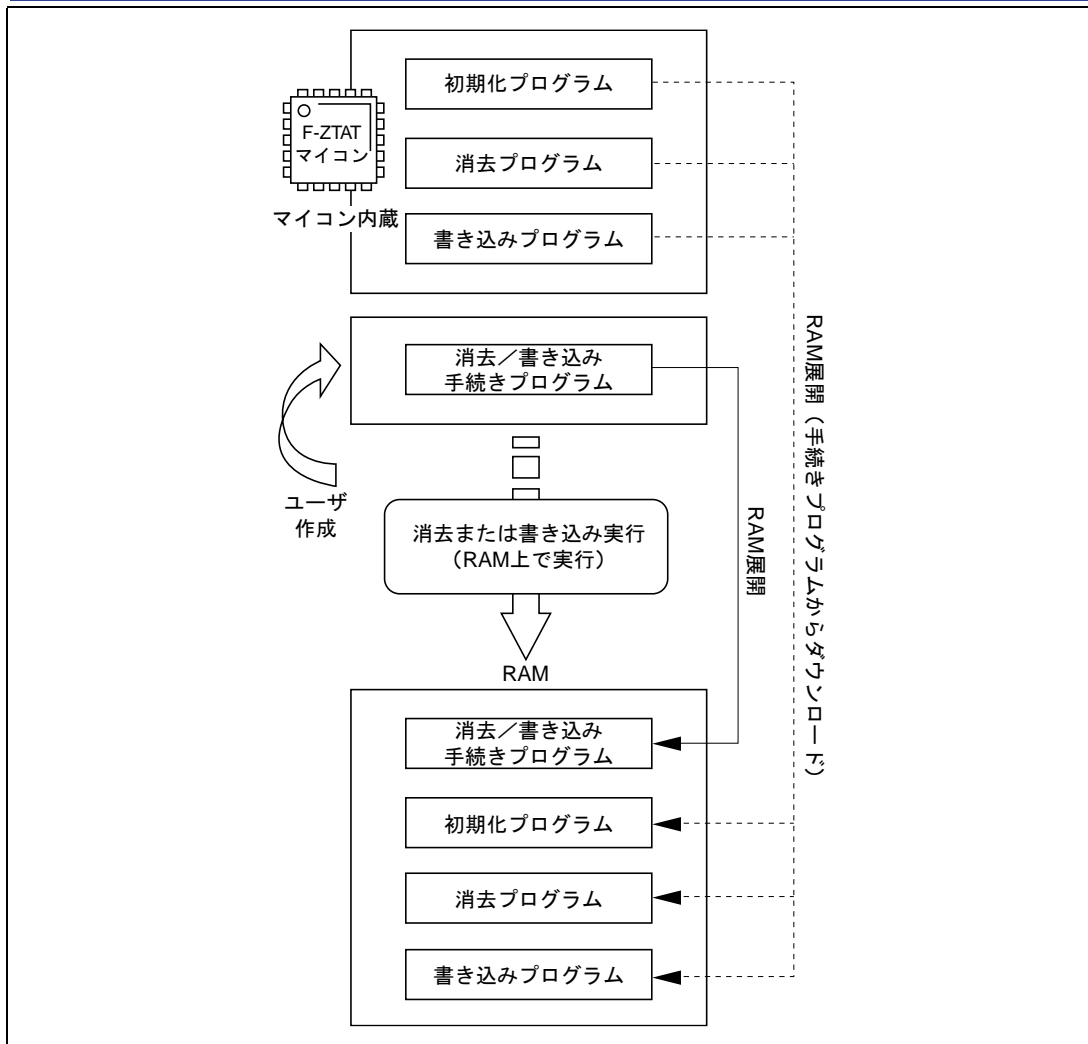 初期化プログラム
F-ZTAT
マイコン
消去プログラム
マイコン内蔵
書き込みプログラム
消去／書き込み
手続きプログラム
ユーザ
作成
消去または書き込み実行
（RAM上で実行）
RAM展開
RAM展開（手続きプログラムからダウンロード）
RAM
消去／書き込み
手続きプログラム
初期化プログラム
消去プログラム
書き込みプログラム